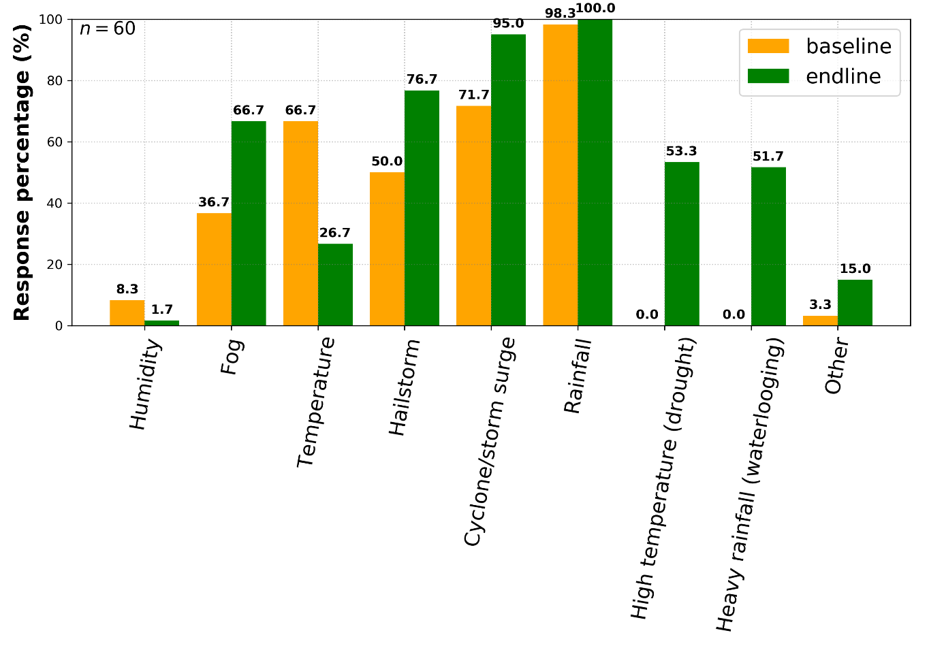 Response percentage (%)
100
80
60
40
20
0
n = 60
baseline
endline
8.3
1.7
36.7
66.7
66.7
26.7
50.0
76.7
71.7
95.0
98.3
100.0
0.0
53.3
0.0
51.7
3.3
15.0
Humidity
Fog
Temperature
Hailstorm
Cyclone/storm surge
Rainfall
High temperature (drought)
Heavy rainfall (waterlooging)
Other